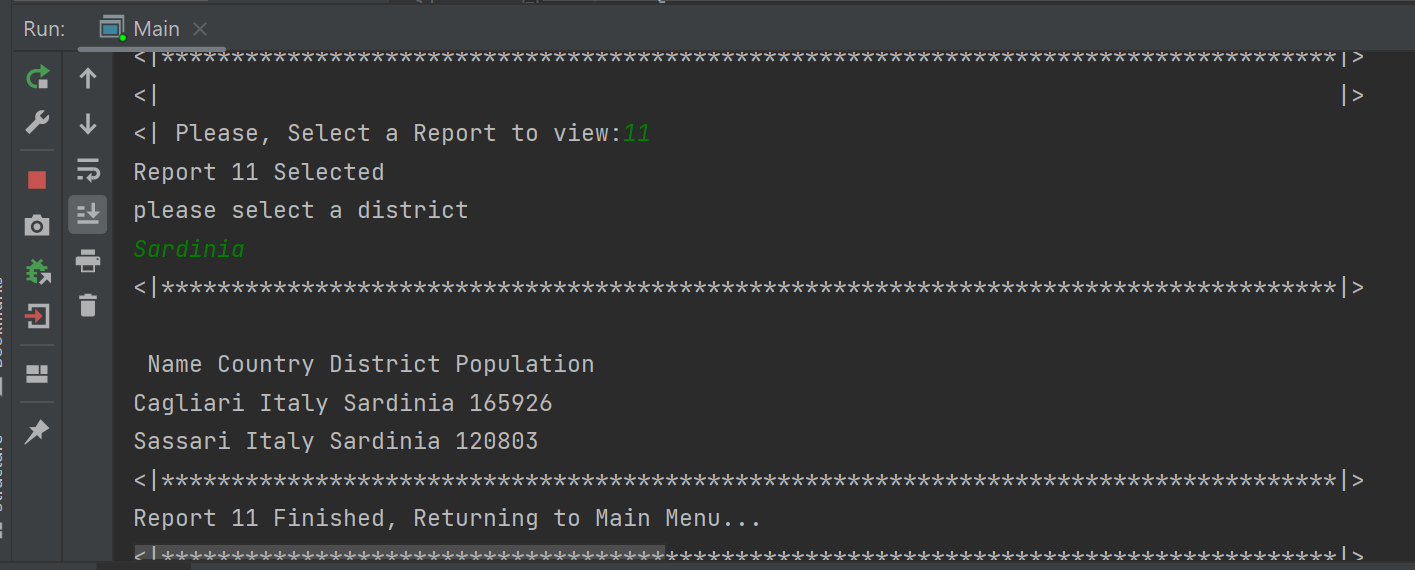 Run: Main
<|************************************************************************************|>
<| |>
<| Please, Select a Report to view:11
Report 11 Selected
please select a district
Sardinia
<|************************************************************************************|>
Name Country District Population
Cagliari Italy Sardinia 165926
Sassari Italy Sardinia 120803
<|************************************************************************************|>
Report 11 Finished, Returning to Main Menu...
<|************************************************************************************|>